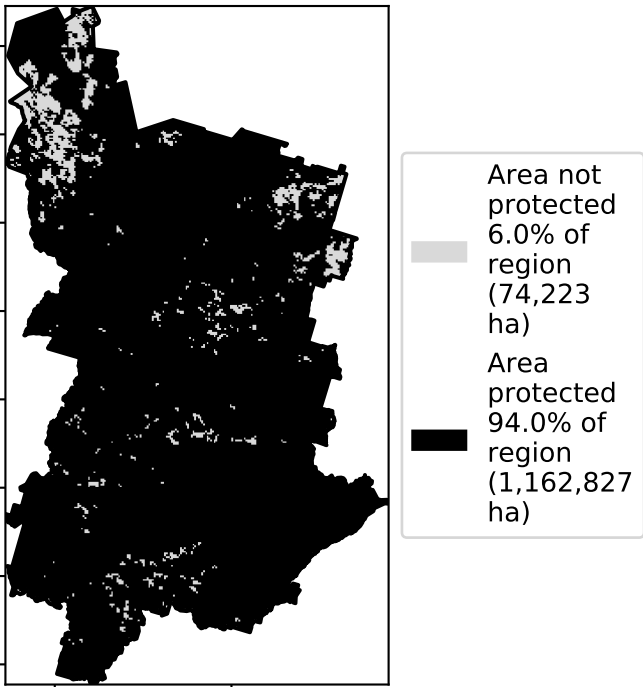 Area not
protected
6.0% of
region
(74,223
ha)
Area
protected
94.0% of
region
(1,162,827
ha)